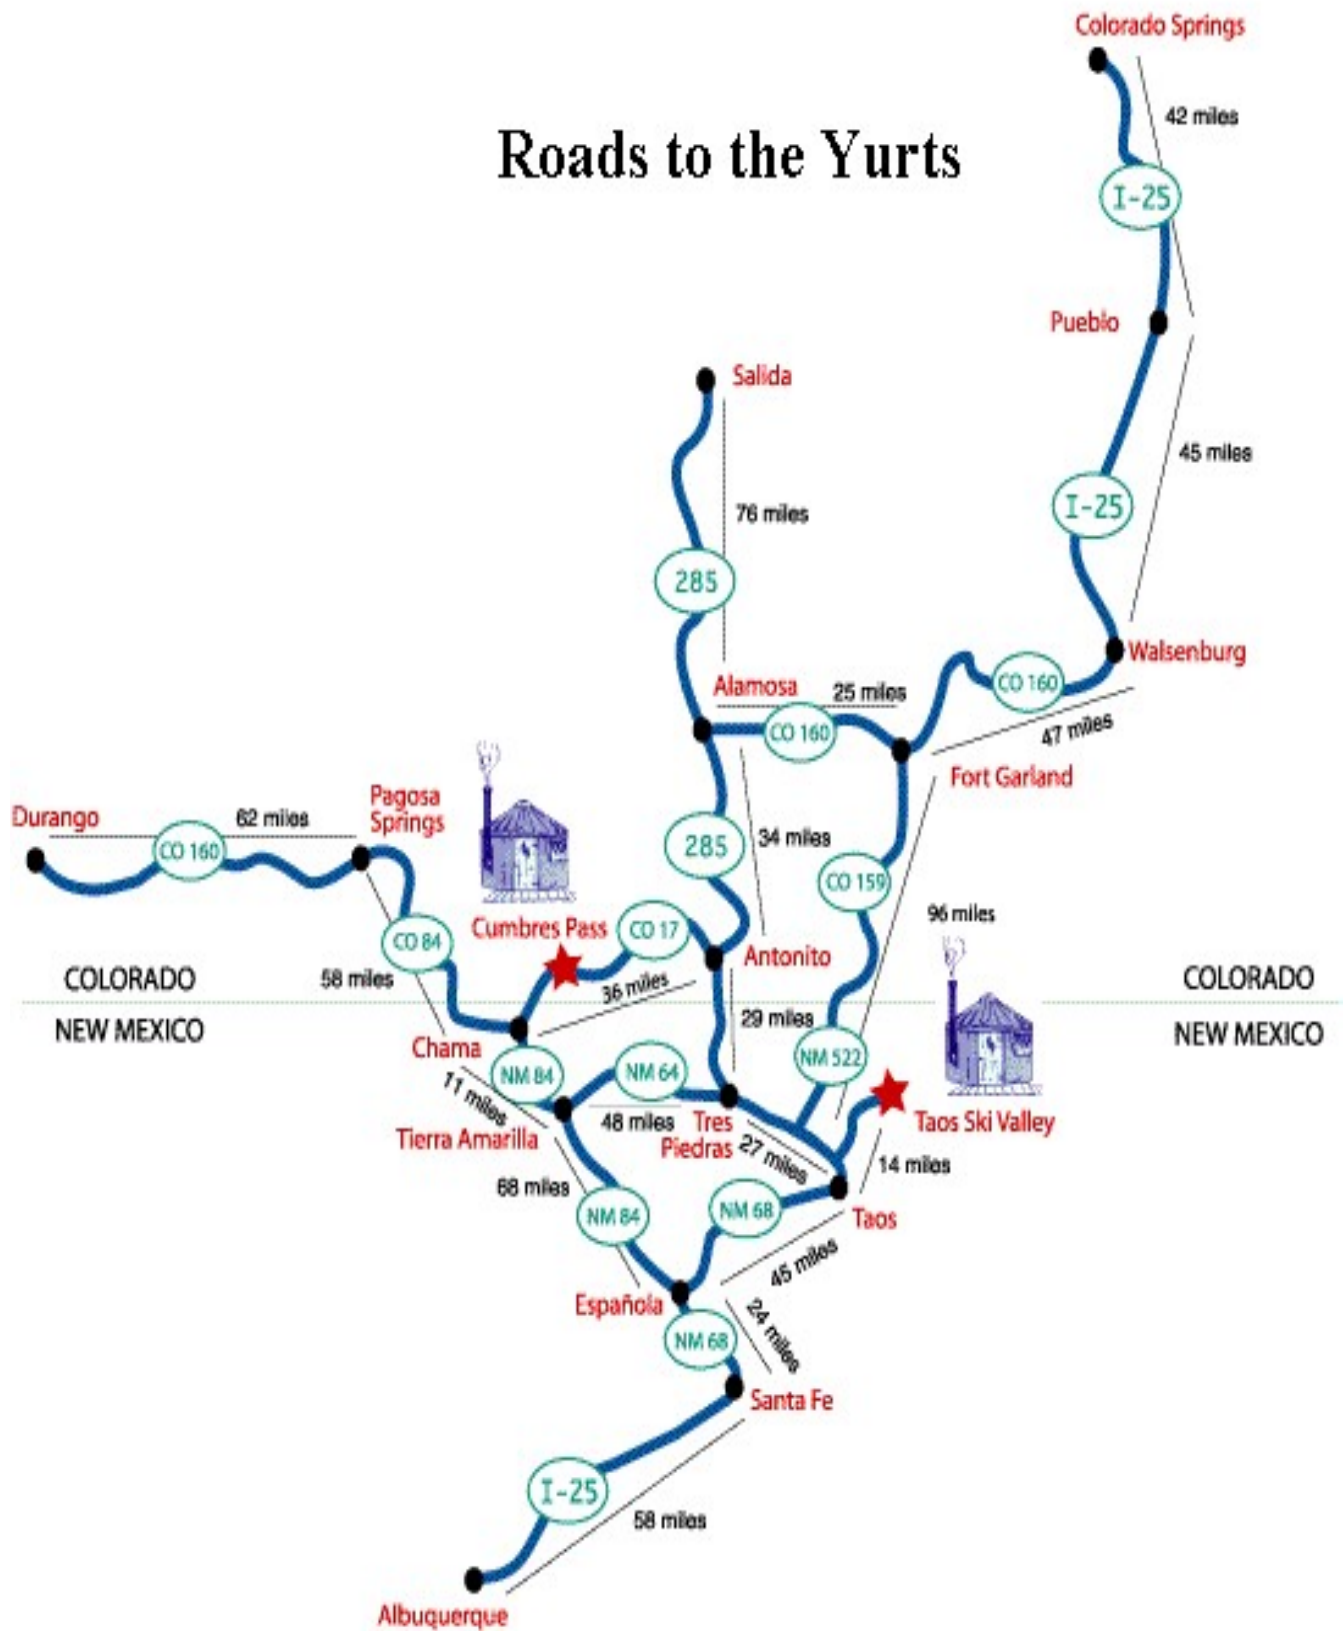 Colorado Springs
42 miles
Roads to the Yurts
I-25
Pueblo
Salida
45 miles
76 miles
I-25
285
Walsenburg
Alamosa
25 miles
CO 160
CO 160
47 miles
Fort Garland
Durango
62 miles
Pagosa
Springs
CO 160
285
34 miles
CO 159
96 miles
Cumbres Pass
CO 17
CO 84
Antonito
58 miles
36 miles
COLORADO
COLORADO
NEW MEXICO
NEW MEXICO
29 miles
Chama
NM 522
NM 84
NM 64
11 miles
48 miles
Tres
Piedras
Taos Ski Valley
Tierra Amarilla
27 miles
14 miles
68 miles
NM 84
NM 68
Taos
45 miles
Española
24 miles
NM 68
Santa Fe
I-25
58 miles
Albuquerque